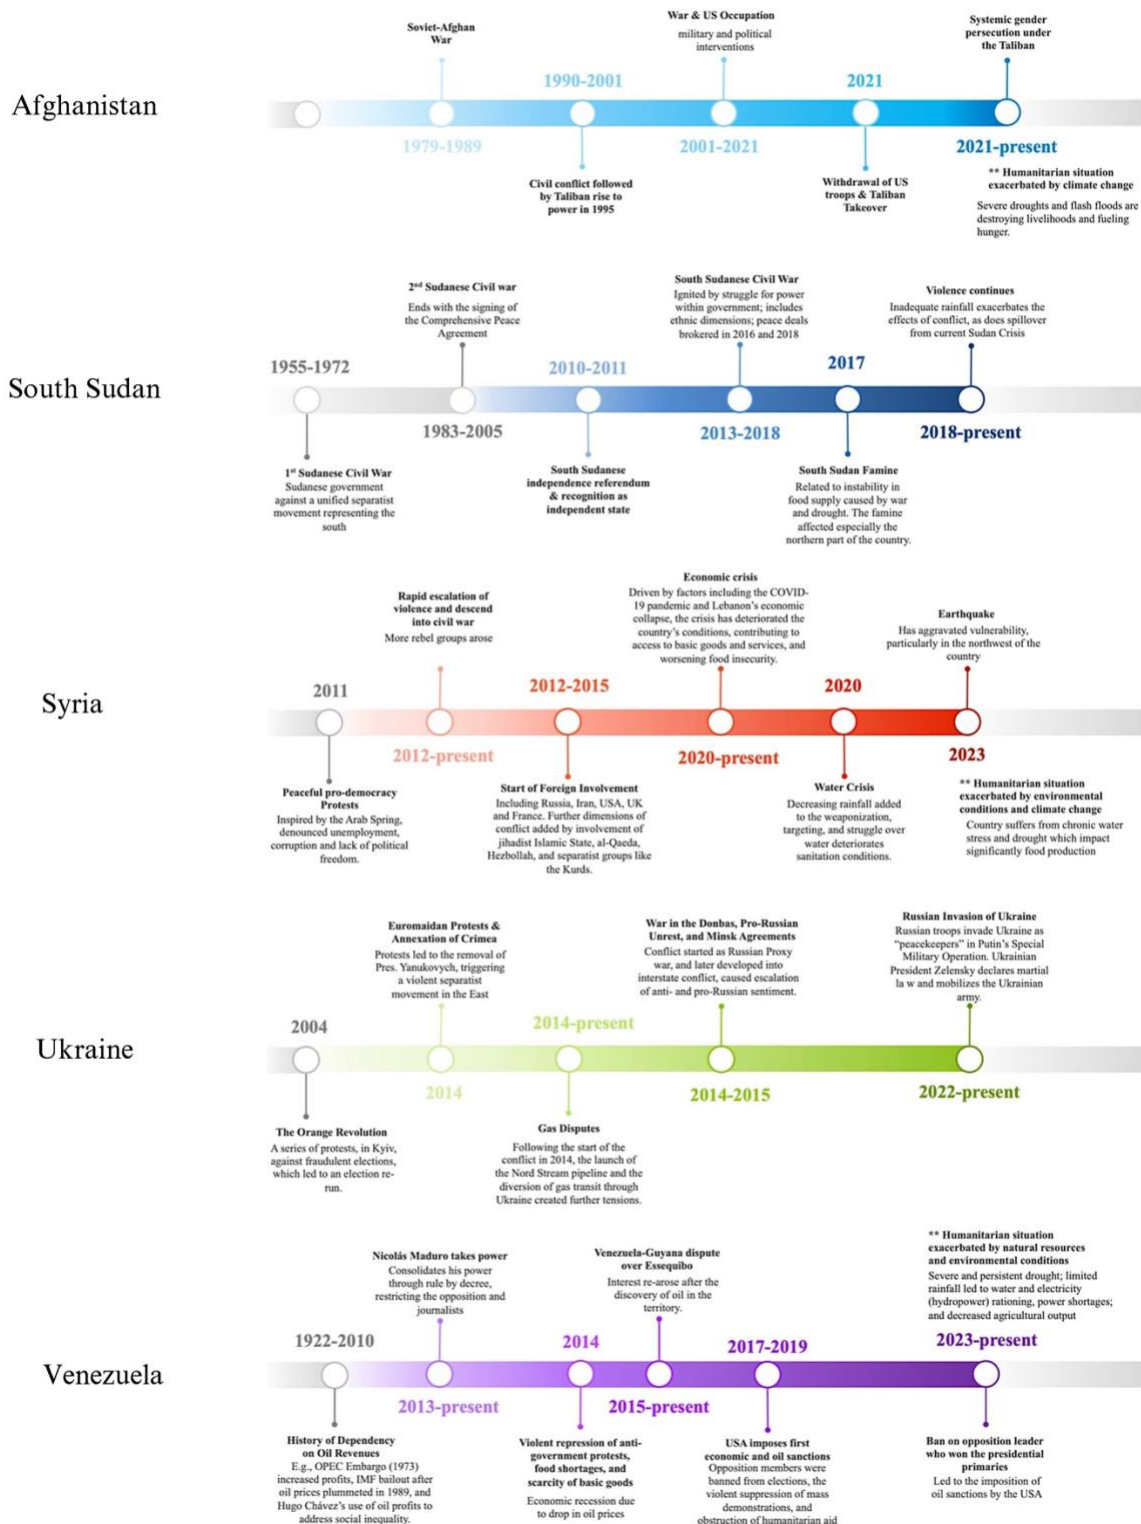 Afghanistan
Soviet-Afghan
War
1979-1989
1990-2001
Civil conflict followed
by Taliban rise to
power in 1995
War & US Occupation
military and political
interventions
2001-2021
2021
Withdrawal of US
troops & Taliban
Takeover
Systemic gender
persecution under
the Taliban
2021-present
** Humanitarian situation
exacerbated by climate change
Severe droughts and flash floods are
destroying livelihoods and fueling
hunger.
South Sudan
1955-1972
1st Sudanese Civil War
Sudanese government
against a unified separatist
movement representing the
south
2nd Sudanese Civil war
Ends with the signing of
the Comprehensive Peace
Agreement
1983-2005
2010-2011
South Sudanese
independence referendum
& recognition as
independent state
South Sudanese Civil War
Ignited by struggle for power
within government; includes
ethnic dimensions; peace deals
brokered in 2016 and 2018
2013-2018
2017
South Sudan Famine
Related to instability in
food supply caused by war
and drought. The famine
affected especially the
northern part of the country.
Violence continues
Inadequate rainfall exacerbates the
effects of conflict, as does spillover
from current Sudan Crisis
2018-present
Syria
2011
Peaceful pro-democracy
Protests
Inspired by the Arab Spring,
denounced unemployment,
corruption and lack of political
freedom.
Rapid escalation of
violence and descend
into civil war
More rebel groups arose
2012-present
2012-2015
Start of Foreign Involvement
Including Russia, Iran, USA, UK
and France. Further dimensions of
conflict added by involvement of
jihadist Islamic State, al-Qaeda,
Hezbollah, and separatist groups like
the Kurds.
Economic crisis
Driven by factors including the COVID-
19 pandemic and Lebanon's economic
collapse, the crisis has deteriorated the
country's conditions, contributing to
access to basic goods and services, and
worsening food insecurity.
2020-present
2020
Water Crisis
Decreasing rainfall added
to the weaponization,
targeting, and struggle over
water deteriorates
sanitation conditions.
Earthquake
Has aggravated vulnerability,
particularly in the northwest of the
country
2023
** Humanitarian situation
exacerbated by environmental
conditions and climate change
Country suffers from chronic water
stress and drought which impact
significantly food production
Ukraine
2004
The Orange Revolution
A series of protests, in Kyiv,
against fraudulent elections,
which led to an election re-
run.
Euromaidan Protests &
Annexation of Crimea
Protests led to the removal of
Pres. Yanukovych, triggering
a violent separatist
movement in the East
2014
2014-present
Gas Disputes
Following the start of the
conflict in 2014, the launch of
the Nord Stream pipeline and the
diversion of gas transit through
Ukraine created further tensions.
War in the Donbas, Pro-Russian
Unrest, and Minsk Agreements
Conflict started as Russian Proxy
war, and later developed into
interstate conflict, caused escalation
of anti- and pro-Russian sentiment.
2014-2015
Russian Invasion of Ukraine
Russian troops invade Ukraine as
"peacekeepers" in Putin's Special
Military Operation. Ukrainian
President Zelensky declares martial
la w and mobilizes the Ukrainian
army.
2022-present
Venezuela
1922-2010
History of Dependency
on Oil Revenues
E.g., OPEC Embargo (1973)
increased profits, IMF bailout after
oil prices plummeted in 1989, and
Hugo Chávez's use of oil profits to
address social inequality.
Nicolás Maduro takes power
Consolidates his power
through rule by decree,
restricting the opposition and
journalists
2013-present
2014
Violent repression of anti-
government protests,
food shortages, and
scarcity of basic goods
Economic recession due
to drop in oil prices
Venezuela-Guyana dispute
over Essequibo
Interest re-arose after the
discovery of oil in the
territory.
2015-present
2017-2019
USA imposes first
economic and oil sanctions
Opposition members were
banned from elections, the
violent suppression of mass
demonstrations, and
obstruction of humanitarian aid
** Humanitarian situation
exacerbated by natural resources
and environmental conditions
Severe and persistent drought; limited
rainfall led to water and electricity
(hydropower) rationing, power shortages;
and decreased agricultural output
2023-present
Ban on opposition leader
who won the presidential
primaries
Led to the imposition of
oil sanctions by the USA